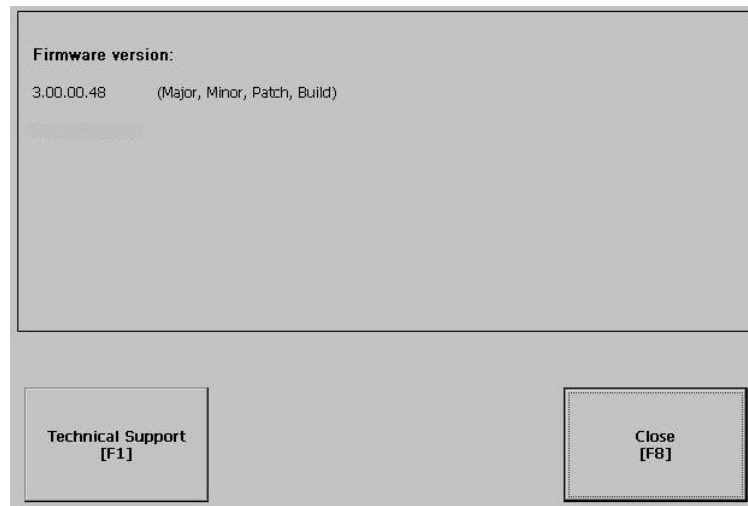 Firmware version:
3.00.00.48 (Major, Minor, Patch, Build)
Technical Support
[F1]
Close
[F8]